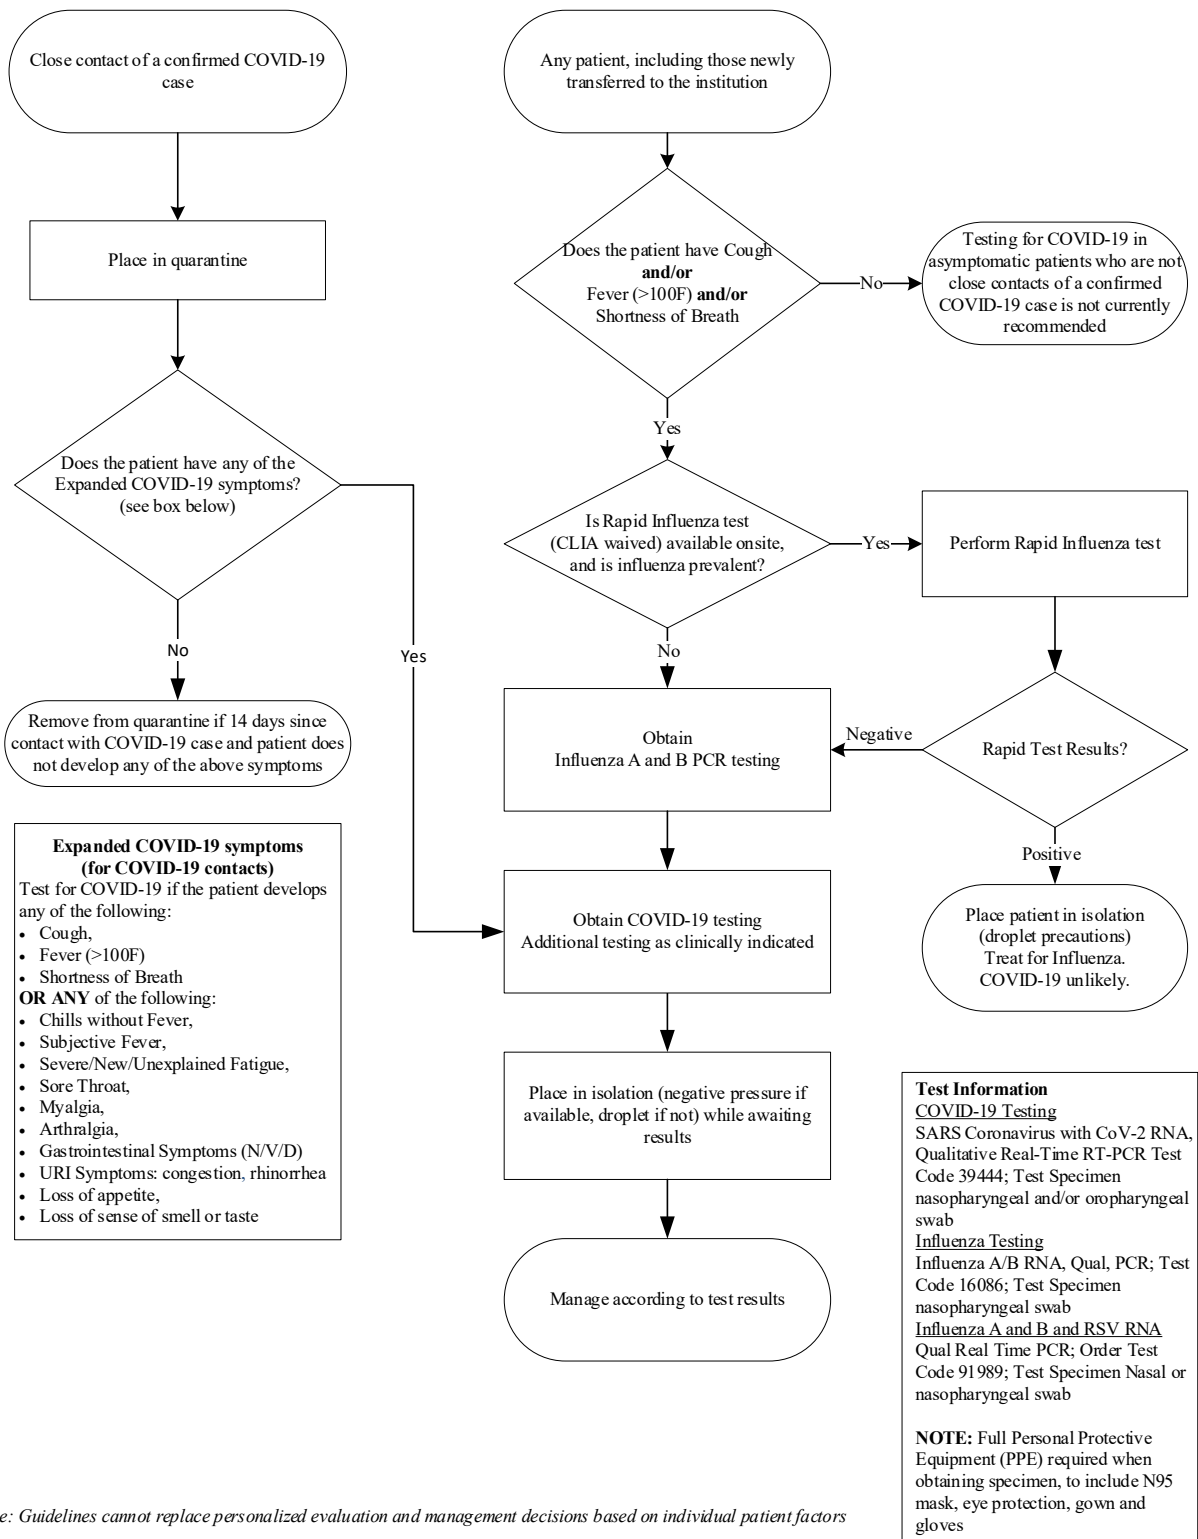 Close contact of a confirmed COVID-19
case
Any patient, including those newly
transferred to the institution
Place in quarantine
Does the patient have Cough
and/or
Fever (>100F) and/or
Shortness of Breath
No
Testing for COVID-19 in
asymptomatic patients who are not
close contacts of a confirmed
COVID-19 case is not currently
recommended
Yes
Does the patient have any of the
Expanded COVID-19 symptoms?
(see box below)
Is Rapid Influenza test
(CLIA waived) available onsite,
and is influenza prevalent?
Yes
Perform Rapid Influenza test
No
Yes
No
Remove from quarantine if 14 days since
contact with COVID-19 case and patient does
not develop any of the above symptoms
Obtain
Influenza A and B PCR testing
Negative
Rapid Test Results?
Positive
Expanded COVID-19 symptoms
(for COVID-19 contacts)
Test for COVID-19 if the patient develops
any of the following:
• Cough,
• Fever (>100F)
• Shortness of Breath
OR ANY of the following:
• Chills without Fever,
• Subjective Fever,
• Severe/New/Unexplained Fatigue,
• Sore Throat,
• Myalgia,
• Arthralgia,
• Gastrointestinal Symptoms (N/V/D)
• URI Symptoms: congestion, rhinorrhea
• Loss of appetite,
• Loss of sense of smell or taste
Obtain COVID-19 testing
Additional testing as clinically indicated
Place patient in isolation
(droplet precautions)
Treat for Influenza.
COVID-19 unlikely.
Place in isolation (negative pressure if
available, droplet if not) while awaiting
results
Manage according to test results
Test Information
COVID-19 Testing
SARS Coronavirus with CoV-2 RNA,
Qualitative Real-Time RT-PCR Test
Code 39444; Test Specimen
nasopharyngeal and/or oropharyngeal
swab
Influenza Testing
Influenza A/B RNA, Qual, PCR; Test
Code 16086; Test Specimen
nasopharyngeal swab
Influenza A and B and RSV RNA
Qual Real Time PCR; Order Test
Code 91989; Test Specimen Nasal or
nasopharyngeal swab
NOTE: Full Personal Protective
Equipment (PPE) required when
obtaining specimen, to include N95
mask, eye protection, gown and
gloves
e: Guidelines cannot replace personalized evaluation and management decisions based on individual patient factors